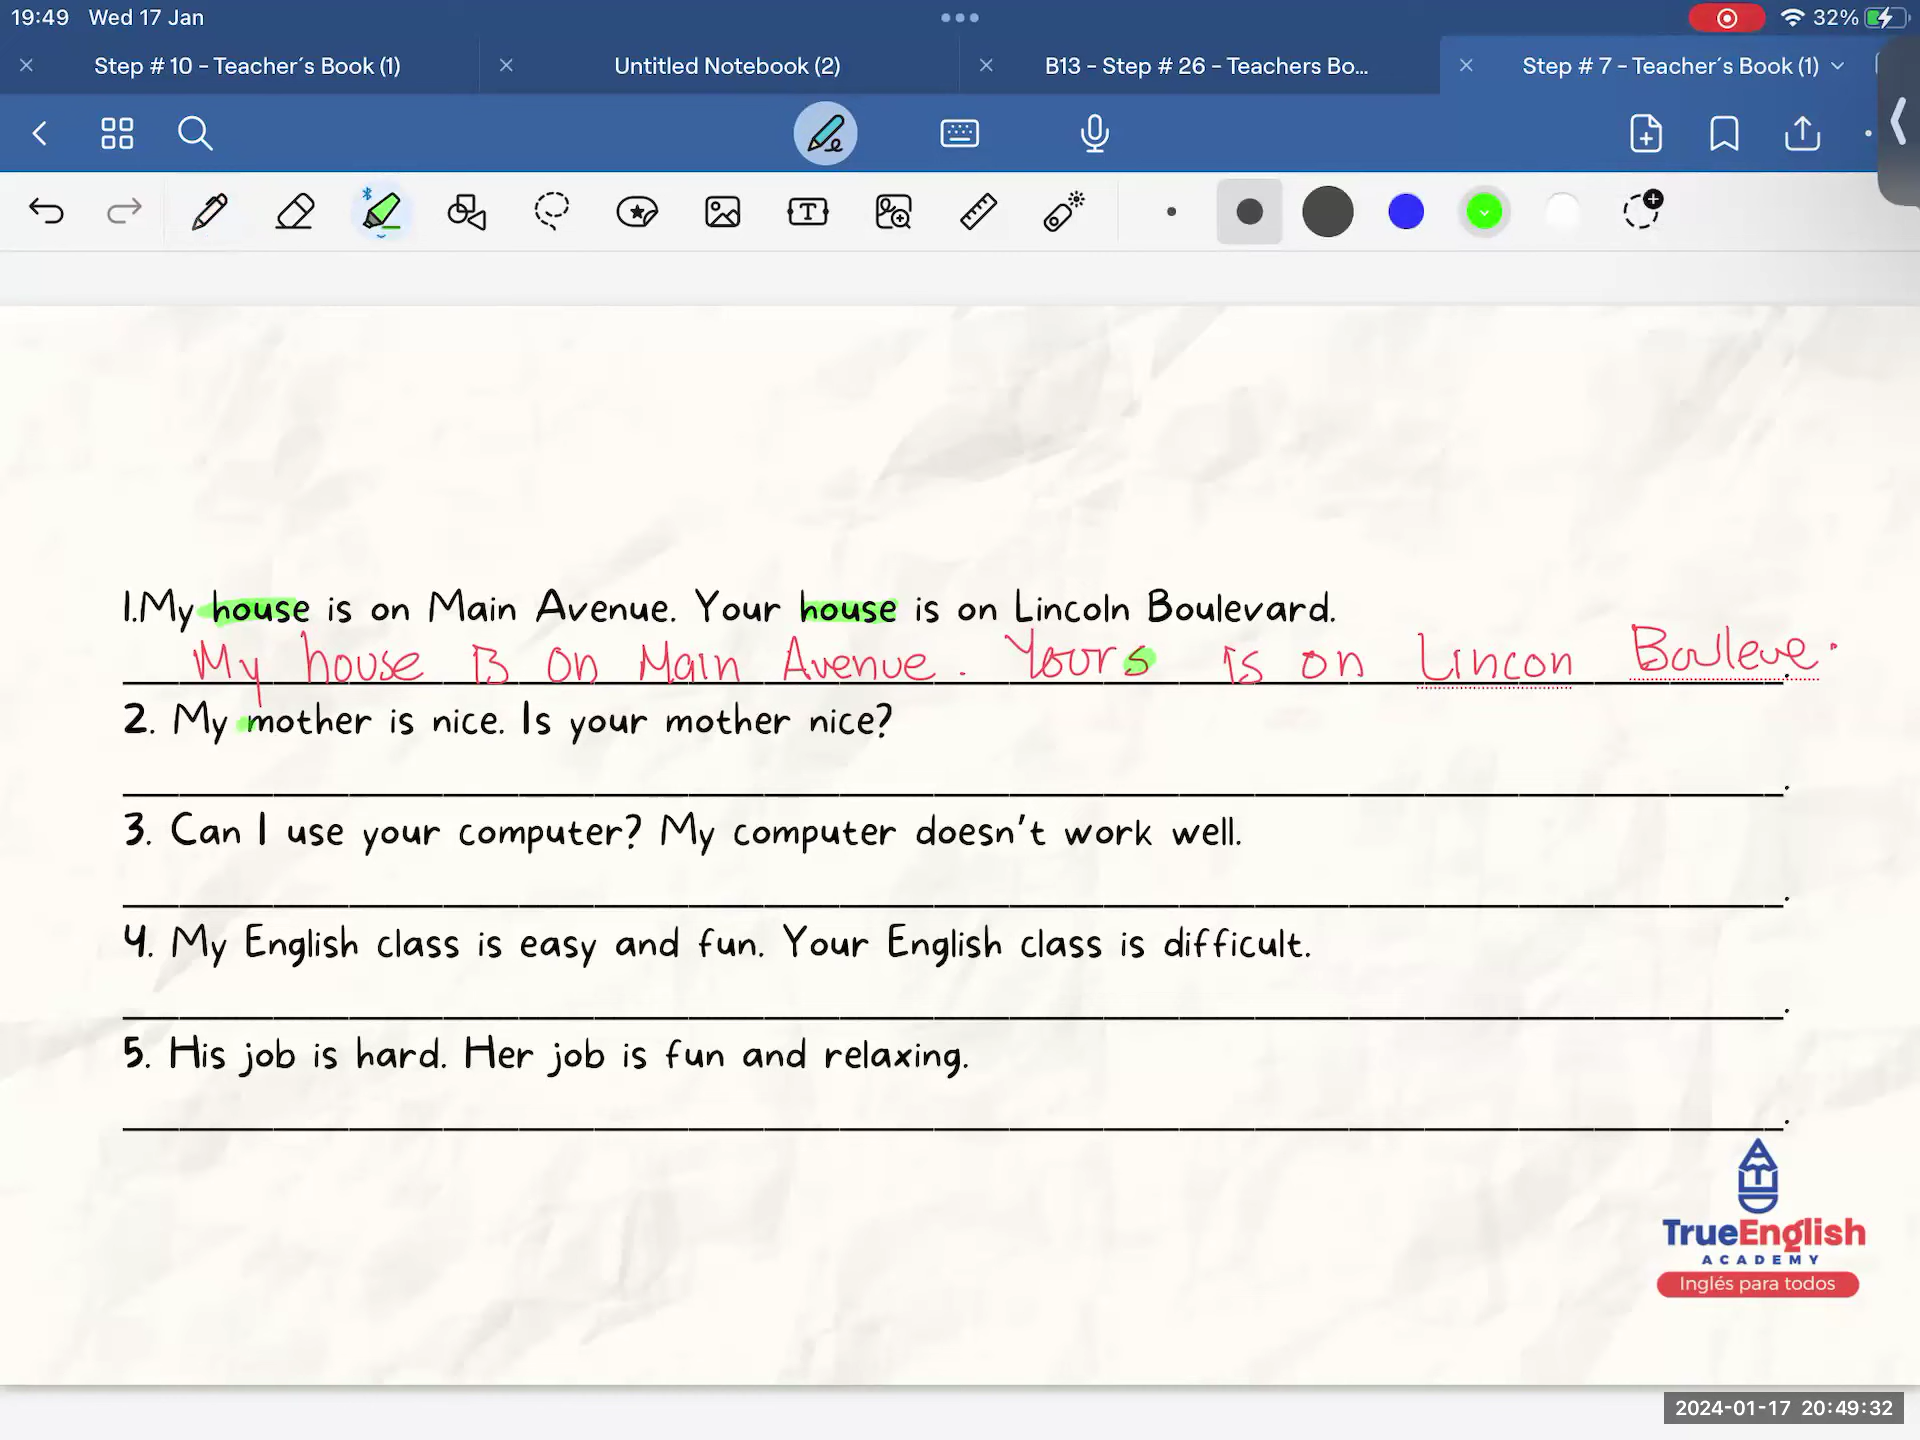 19:49 Wed 17 Jan 32%
Step # 10 - Teacher´s Book (1) Untitled Notebook (2) B13 - Step # 26 - Teachers Bo... Step # 7 - Teacher´s Book (1)
1.My house is on Main Avenue. Your house is on Lincoln Boulevard.
My house is on Main Avenue. Yours is on Lincon Bouleve.
2. My mother is nice. Is your mother nice?
3. Can I use your computer? My computer doesn't work well.
4. My English class is easy and fun. Your English class is difficult.
5. His job is hard. Her job is fun and relaxing.
TrueEnglish
ACADEMY
Inglés para todos
2024-01-17 20:49:32